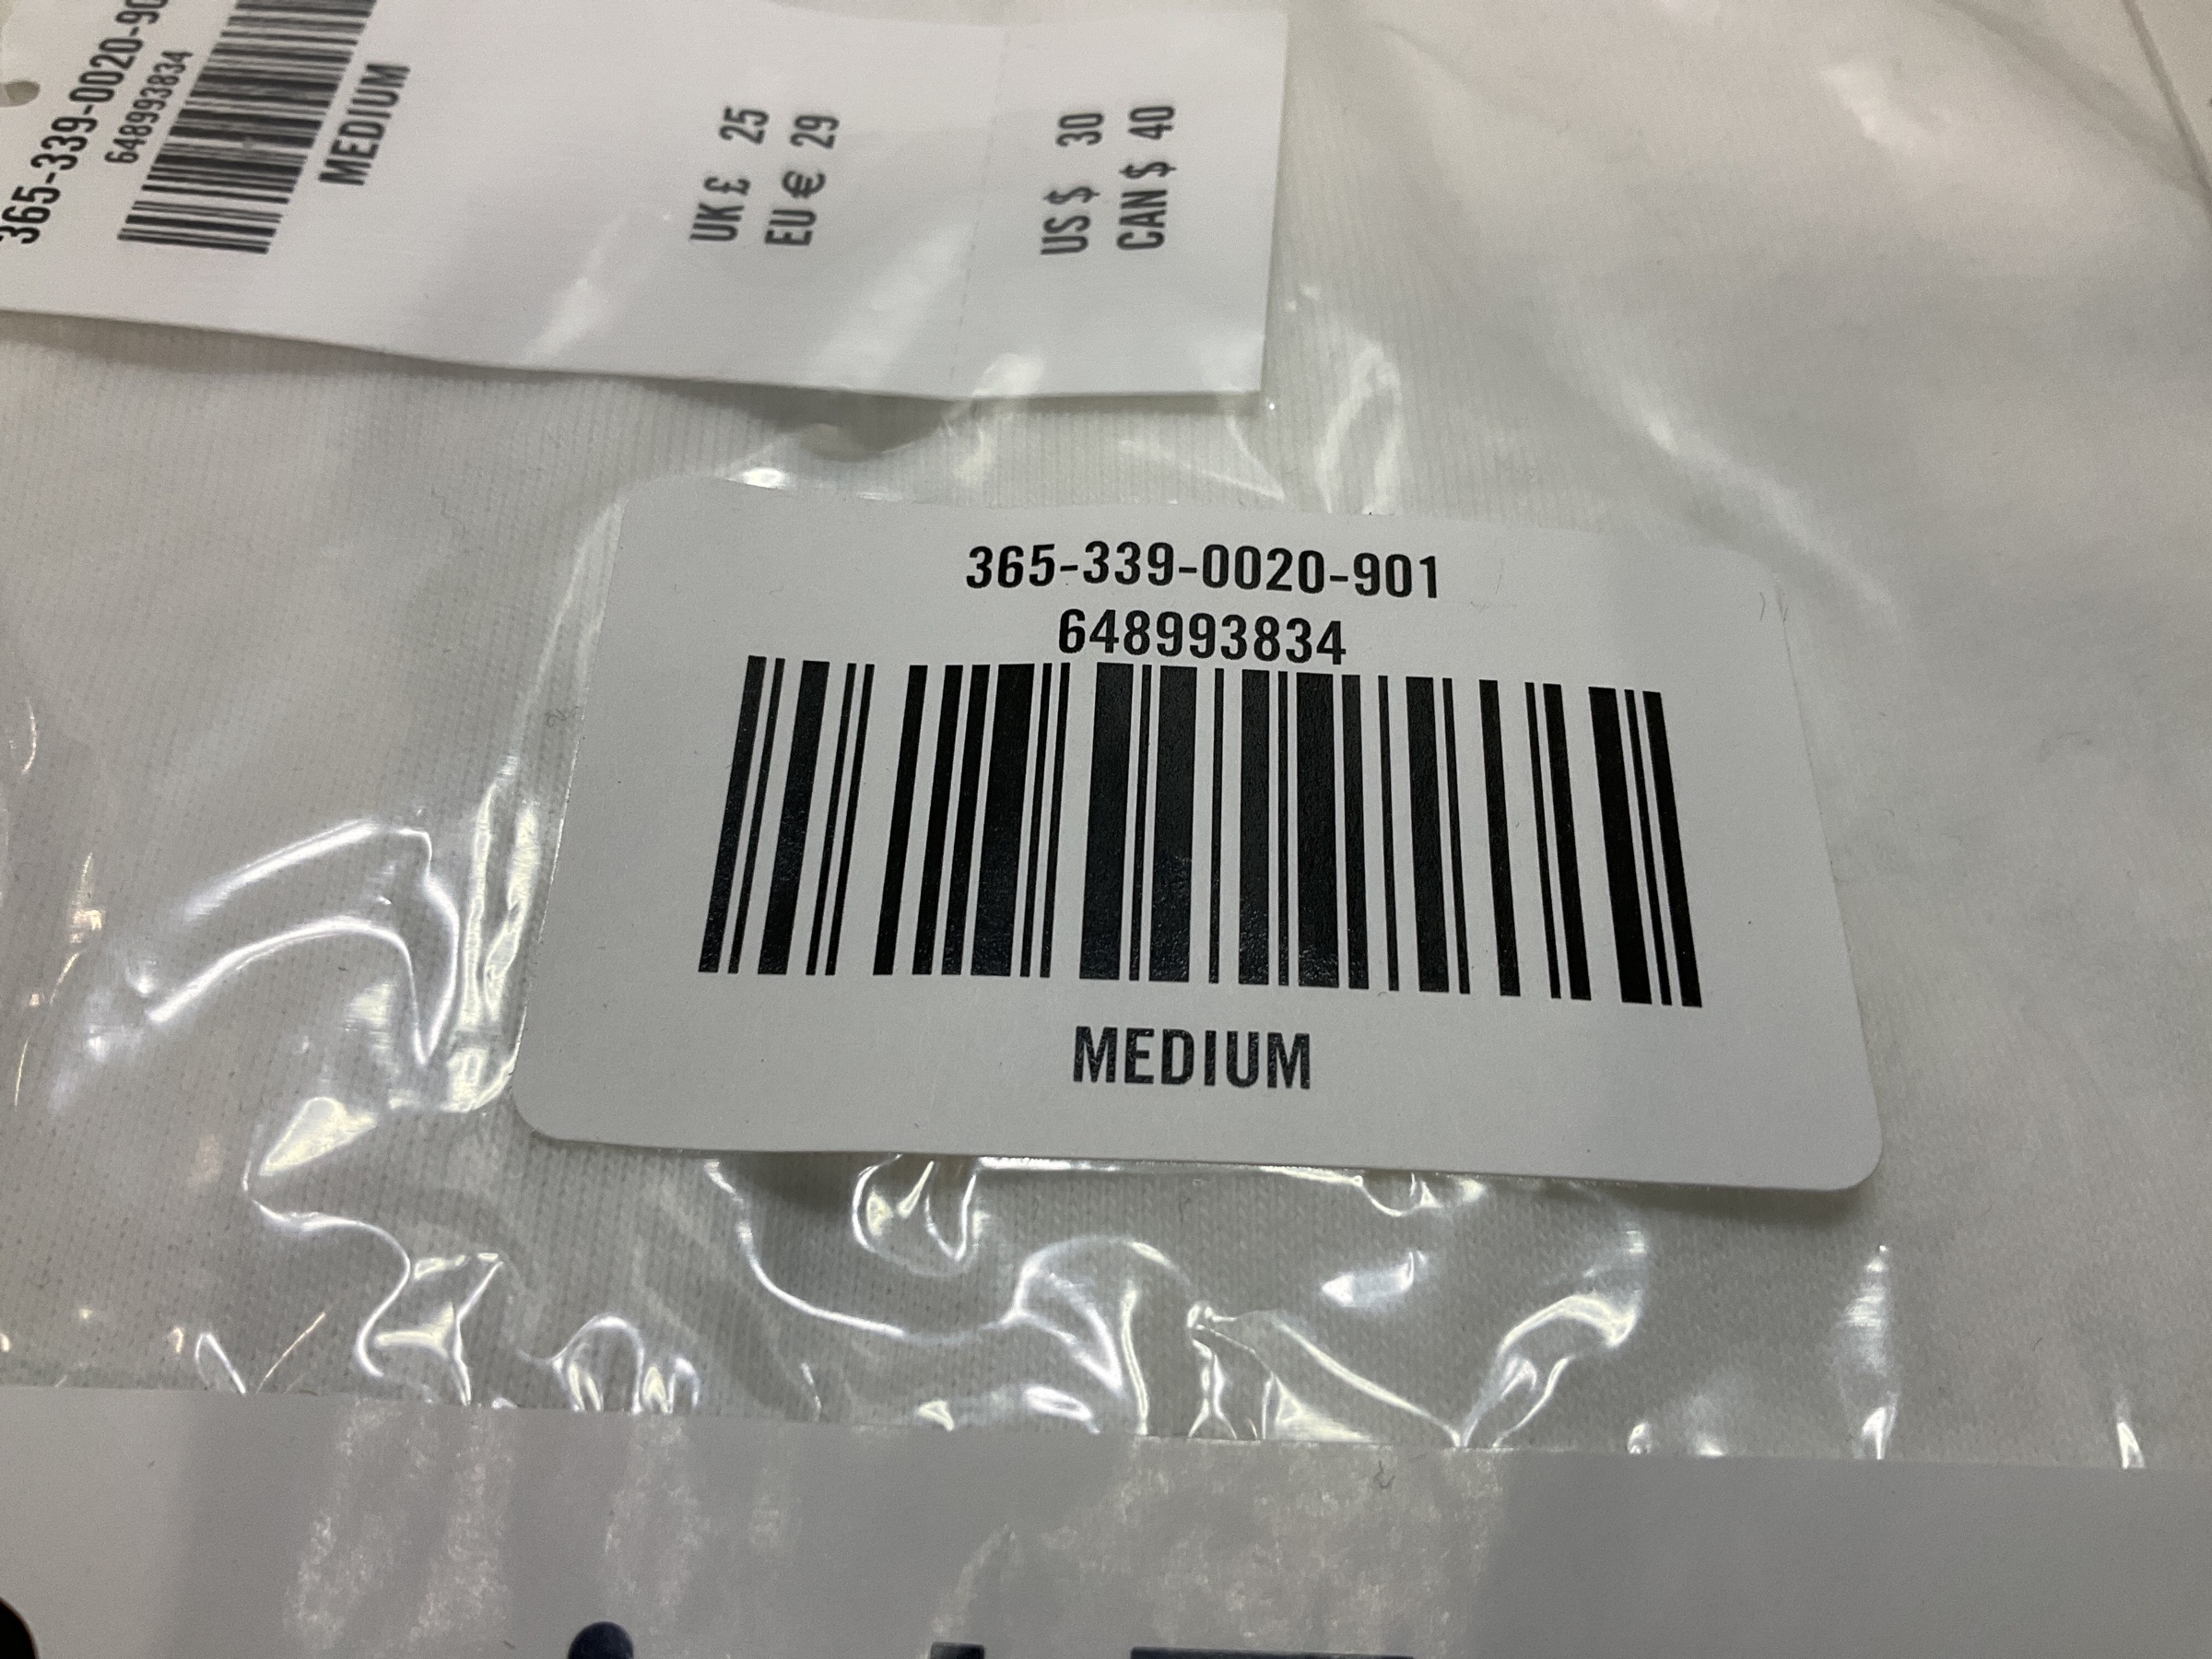 365-339-0020-90
648993834
MEDIUM
UK £ 25
EU € 29
US $ 30
CAN $ 40
365-339-0020-901
648993834
MEDIUM